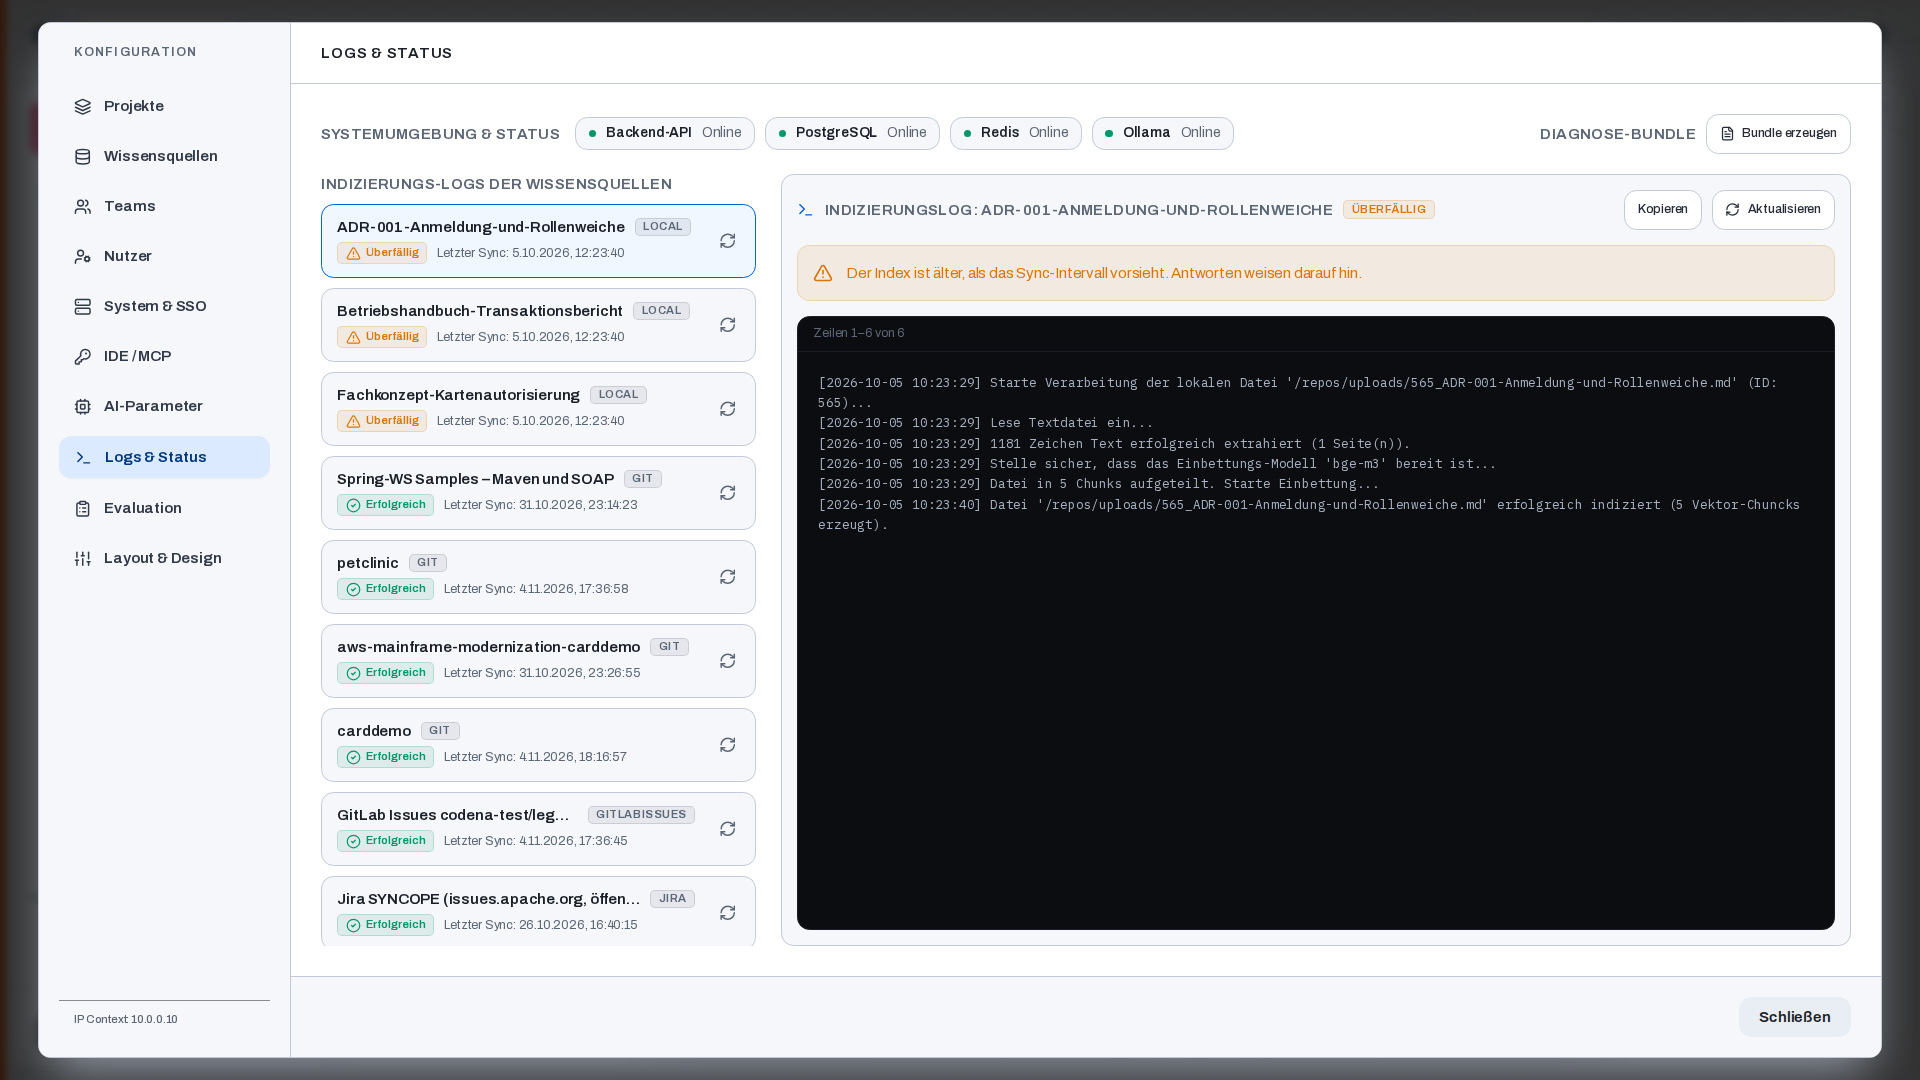 KONFIGURATION
Projekte
Wissensquellen
Teams
Nutzer
System & SSO
IDE / MCP
AI-Parameter
Logs & Status
Evaluation
Layout & Design
IP Context: 10.0.0.10
LOGS & STATUS
SYSTEMUMGEBUNG & STATUS
Backend-API Online
PostgreSQL Online
Redis Online
Ollama Online
DIAGNOSE-BUNDLE
Bundle erzeugen
INDIZIERUNGS-LOGS DER WISSENSQUELLEN
ADR-001-Anmeldung-und-Rollenweiche LOCAL
Überfällig Letzter Sync: 5.10.2026, 12:23:40
Betriebshandbuch-Transaktionsbericht LOCAL
Überfällig Letzter Sync: 5.10.2026, 12:23:40
Fachkonzept-Kartenautorisierung LOCAL
Überfällig Letzter Sync: 5.10.2026, 12:23:40
Spring-WS Samples – Maven und SOAP GIT
Erfolgreich Letzter Sync: 31.10.2026, 23:14:23
petclinic GIT
Erfolgreich Letzter Sync: 4.11.2026, 17:36:58
aws-mainframe-modernization-carddemo GIT
Erfolgreich Letzter Sync: 31.10.2026, 23:26:55
carddemo GIT
Erfolgreich Letzter Sync: 4.11.2026, 18:16:57
GitLab Issues codena-test/leg... GITLABISSUES
Erfolgreich Letzter Sync: 4.11.2026, 17:36:45
Jira SYNCOPE (issues.apache.org, öffen... JIRA
Erfolgreich Letzter Sync: 26.10.2026, 16:40:15
INDIZIERUNGSLOG: ADR-001-ANMELDUNG-UND-ROLLENWEICHE ÜBERFÄLLIG
Kopieren
Aktualisieren
Der Index ist älter, als das Sync-Intervall vorsieht. Antworten weisen darauf hin.
Zeilen 1–6 von 6
[2026-10-05 10:23:29] Starte Verarbeitung der lokalen Datei '/repos/uploads/565_ADR-001-Anmeldung-und-Rollenweiche.md' (ID:
565)...
[2026-10-05 10:23:29] Lese Textdatei ein...
[2026-10-05 10:23:29] 1181 Zeichen Text erfolgreich extrahiert (1 Seite(n)).
[2026-10-05 10:23:29] Stelle sicher, dass das Einbettungs-Modell 'bge-m3' bereit ist...
[2026-10-05 10:23:29] Datei in 5 Chunks aufgeteilt. Starte Einbettung...
[2026-10-05 10:23:40] Datei '/repos/uploads/565_ADR-001-Anmeldung-und-Rollenweiche.md' erfolgreich indiziert (5 Vektor-Chuncks
erzeugt).
Schließen